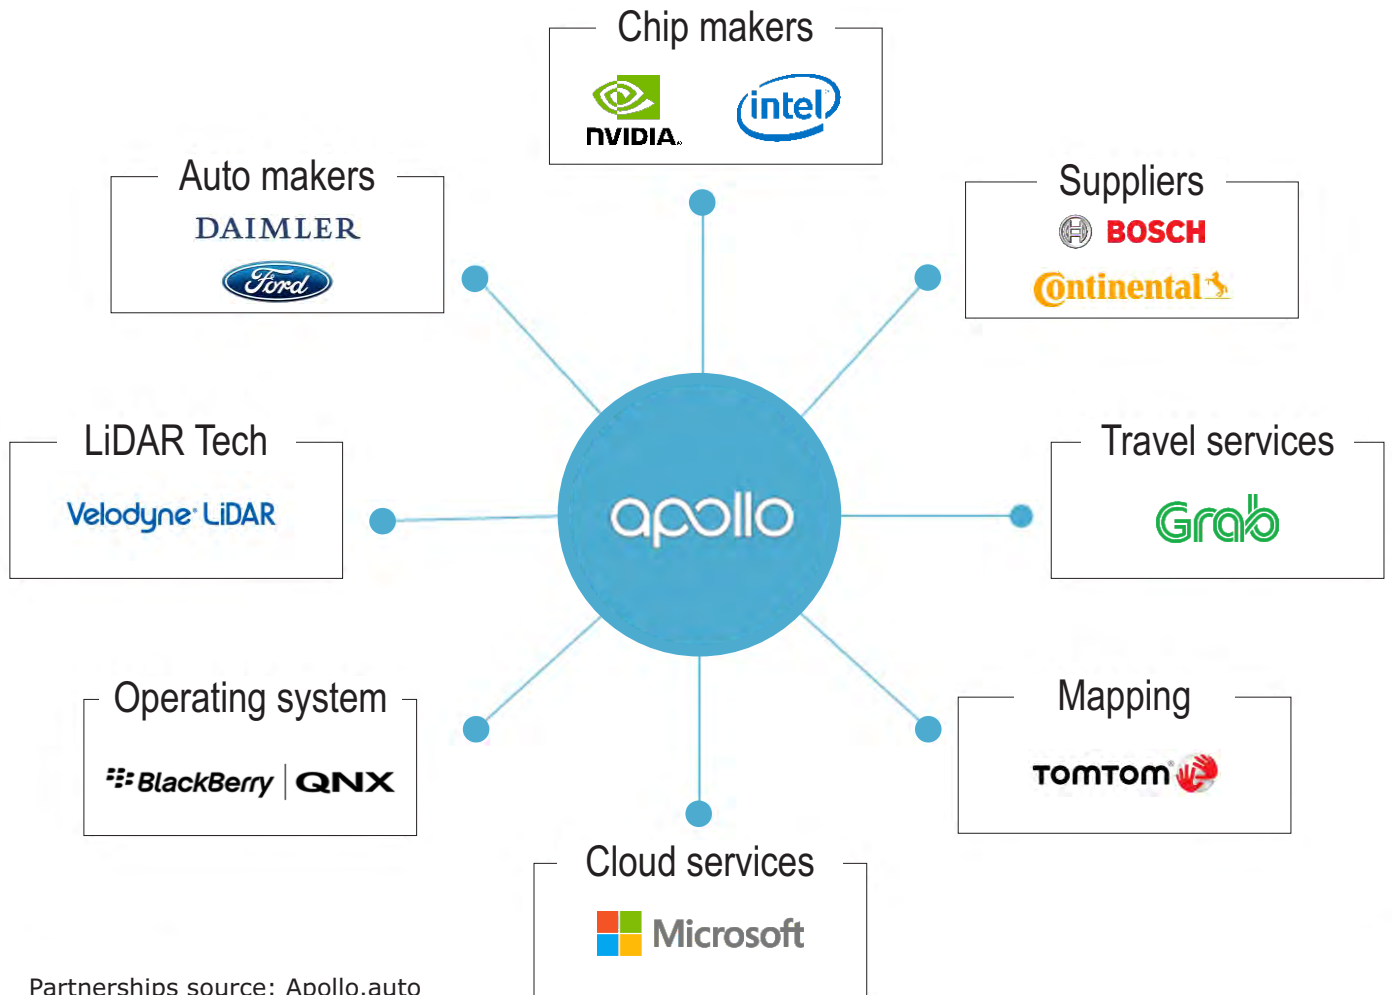 Chip makers
nVIDIA.
intel
Auto makers
DAIMLER
Ford
Suppliers
BOSCH
Continental
LiDAR Tech
Velodyne LiDAR
apollo
Travel services
Grab
Operating system
BlackBerry | QNX
Mapping
TOMTOM
Cloud services
Microsoft
Partnerships source: Apollo.auto